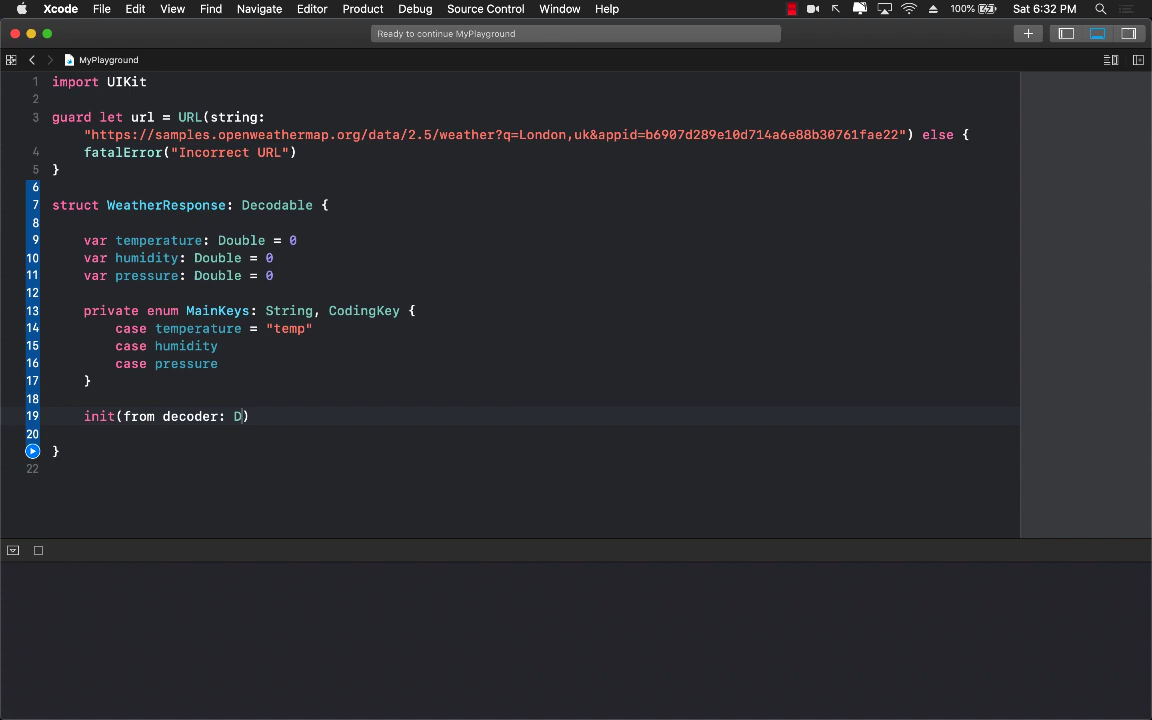 Xcode File Edit View Find Navigate Editor Product Debug Source Control Window Help 100% Sat 6:32 PM
Ready to continue MyPlayground
MyPlayground
1 import UIKit
2
3 guard let url = URL(string:
"https://samples.openweathermap.org/data/2.5/weather?q=London,uk&appid=b6907d289e10d714a6e88b30761fae22") else {
4 fatalError("Incorrect URL")
5 }
6
7 struct WeatherResponse: Decodable {
8
9 var temperature: Double = 0
10 var humidity: Double = 0
11 var pressure: Double = 0
12
13 private enum MainKeys: String, CodingKey {
14 case temperature = "temp"
15 case humidity
16 case pressure
17 }
18
19 init(from decoder: D)
20
}
22